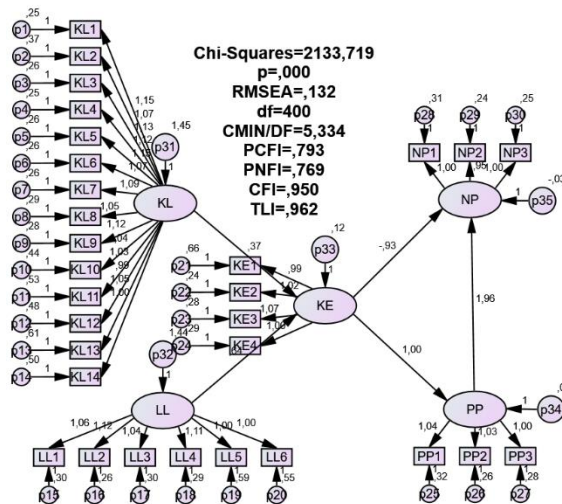 Chi-Squares=2133,719
p=,000
RMSEA=,132
df=400
CMIN/DF=5,334
PCFI=,793
PNFI=,769
CFI=,950
TLI=,962
,25
p1 1 KL1
,37
p2 1 KL2
,26
p3 1 KL3
,25
p4 1 KL4
,26
p5 1 KL5
,26
p6 1 KL6
p7 1 KL7
,29
p8 1 KL8
,28
p9 1 KL9
,44
p10 1 KL10
,53
p11 1 KL11
,48
p12 1 KL12
,61
p13 1 KL13
,50
p14 1 KL14
1,15
1,07
1,13
1,07
1,09
1,05
1,12
1,04
1,03
,99
1,05
1,00
1,45
p31
1
KL
,31 ,24 ,25
p28 p29 p30
1 1 1
NP1 NP2 NP3
1,00 ,95 1,00
NP
1 p35
-,03
,12
p33
1
KE
,37
,99
,66
p21 1 KE1
,24
p22 1 KE2 1,02
,28
p23 1 KE3 1,07
,29
p24 1 KE4 1,00
-,93
1,96
1,00
1,44
p32
1
LL
1,06 1,12 1,04 1,11 1,00 1,00
LL1 LL2 LL3 LL4 LL5 LL6
1 1 1 1 1 1
,30 ,26 ,30 ,29 ,59 ,55
p15 p16 p17 p18 p19 p20
PP
1 p34
1,04 1,03 1,00
PP1 PP2 PP3
1 1 1
,32 ,26 ,28
p25 p26 p27